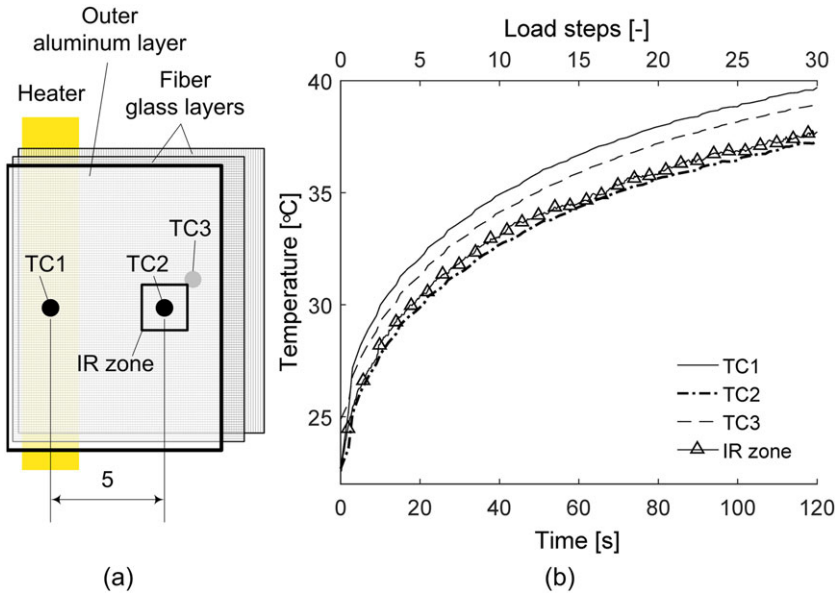 Outer
aluminum layer
Fiber
glass layers
Heater
TC3
TC1
TC2
IR zone
5
(a)
Load steps [-]
0 5 10 15 20 25 30
40
35
30
25
Temperature [°C]
TC1
TC2
TC3
IR zone
0 20 40 60 80 100 120
Time [s]
(b)